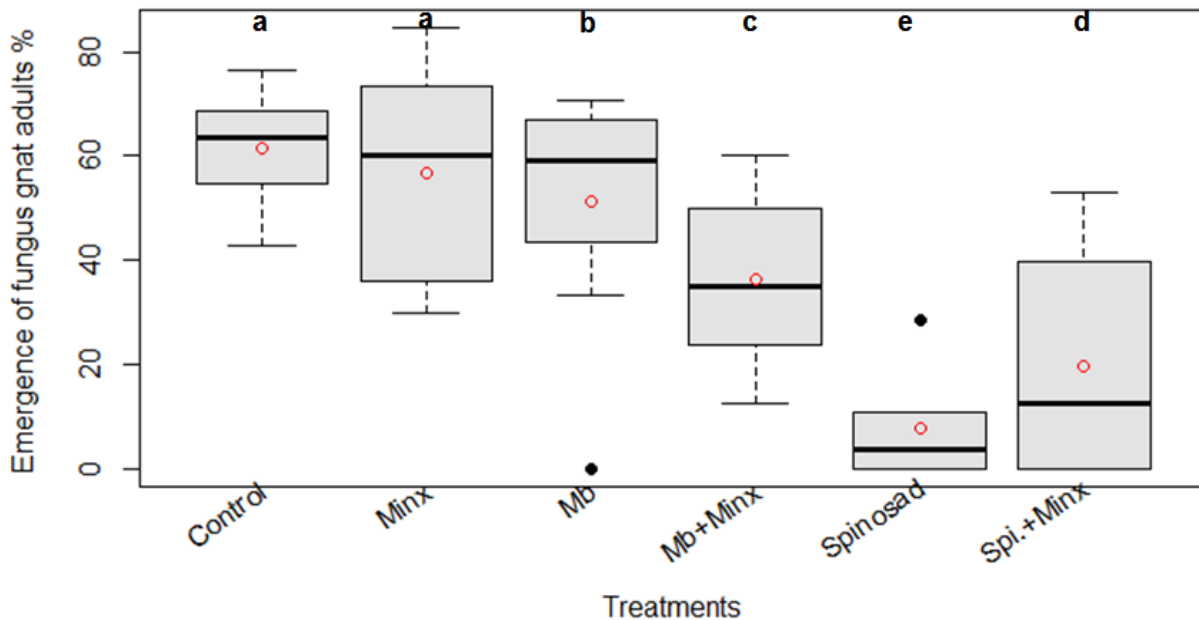 a a b c e d
Emergence of fungus gnat adults %
80
60
40
20
0
Control
Minx
Mb
Mb+Minx
Spinosad
Spi.+Minx
Treatments